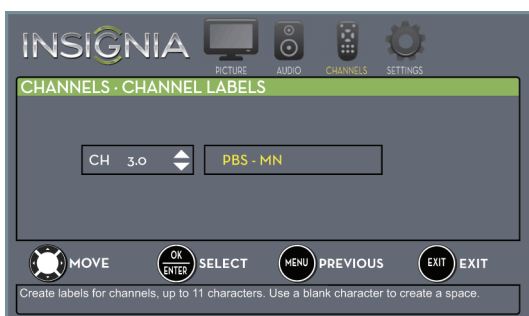 INSIGNIA
PICTURE AUDIO CHANNELS SETTINGS
CHANNELS · CHANNEL LABELS
CH 3.0 PBS - MN
MOVE OK ENTER SELECT MENU PREVIOUS EXIT EXIT
Create labels for channels, up to 11 characters. Use a blank character to create a space.